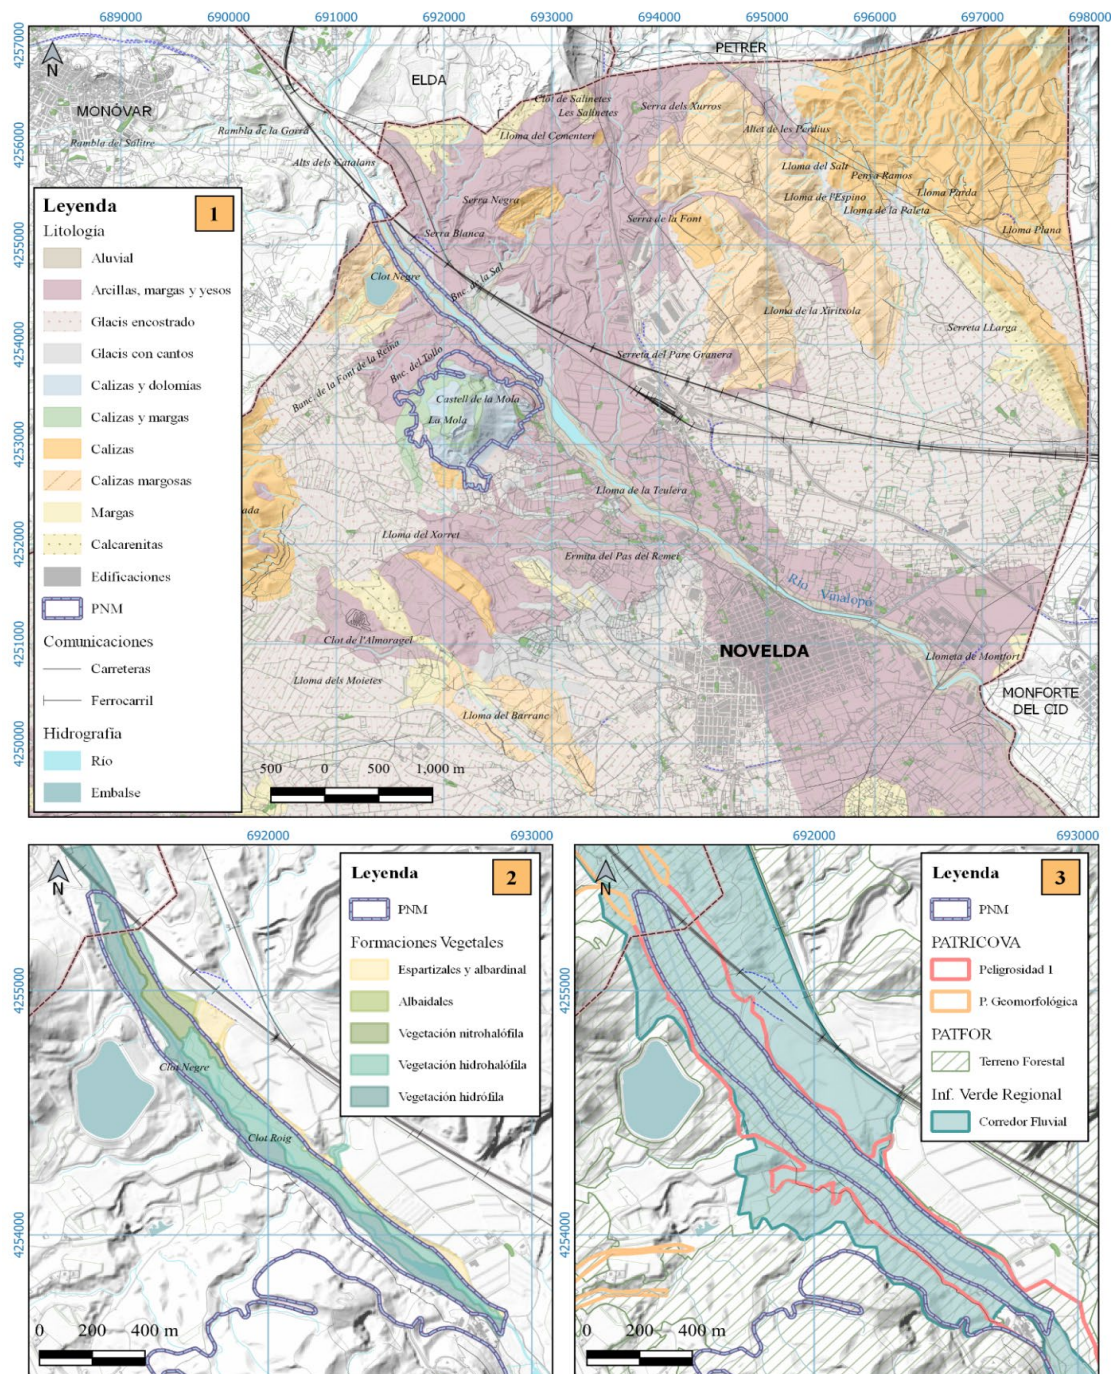 689000 690000 691000 692000 693000 694000 695000 696000 697000 698000
4257000
4256000
4255000
4254000
4253000
4252000
4251000
4250000
N
PETRER
ELDA
MONÓVAR
Clot de Salinetes
Les Salinetes
Serra dels Xurros
Rambla de la Gorra
Lloma del Cementeri
Aliet de les Perdius
Rambla del Salitre
Alts dels Catalans
Lloma del Salt
Penya Ramos
Lloma Parda
Serra Negra
Lloma de l'Espino
Lloma de la Paleta
Serra de la Font
Lloma Plana
Serra Blanca
Clot Negre
Bnc. de la Sal
Lloma de la Xiritxola
Serreta LLarga
Serreta del Pare Granera
Banc. de la Font de la Reina
Bnc. del Tollo
Castell de la Mola
La Mola
Lloma de la Teulera
ada
Lloma del Xorret
Ermita del Pas del Remei
Río Vinalopó
Clot de l'Almoragel
NOVELDA
Llometa de Montfort
Lloma dels Moietes
MONFORTE
DEL CID
Lloma del Barranc
500 0 500 1,000 m
Leyenda
1
Litologia
Aluvial
Arcillas, margas y yesos
Glacis encostrado
Glacis con cantos
Calizas y dolomías
Calizas y margas
Calizas
Calizas margosas
Margas
Calcarenitas
Edificaciones
PNM
Comunicaciones
Carreteras
Ferrocarril
Hidrografia
Río
Embalse
692000 693000
4255000
4254000
N
Clot Negre
Clot Roig
0 200 400 m
Leyenda
2
PNM
Formaciones Vegetales
Espartizales y albardinal
Albaidales
Vegetación nitrohalófila
Vegetación hidrohalófila
Vegetación hidrófila
692000 693000
4255000
4254000
N
0 200 400 m
Leyenda
3
PNM
PATRICOVA
Peligrosidad 1
P. Geomorfológica
PATFOR
Terreno Forestal
Inf. Verde Regional
Corredor Fluvial